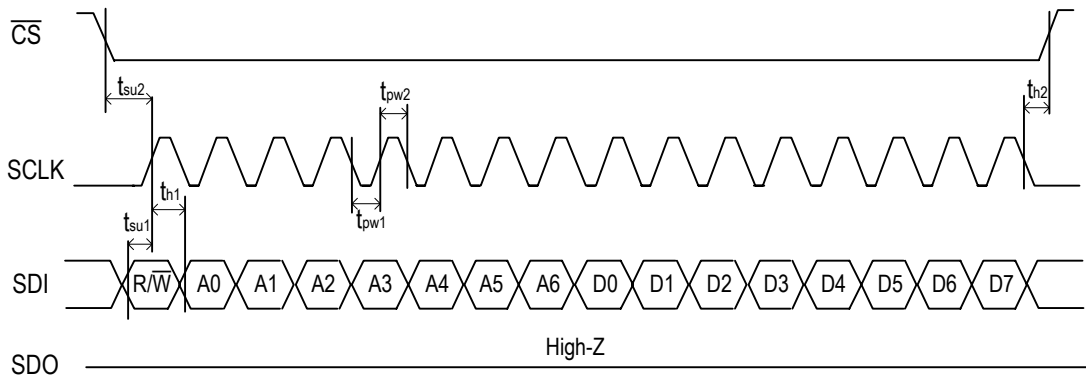 CS
tsu2
tpw2
th2
SCLK
th1
tsu1
tpw1
SDI R/W A0 A1 A2 A3 A4 A5 A6 D0 D1 D2 D3 D4 D5 D6 D7
High-Z
SDO